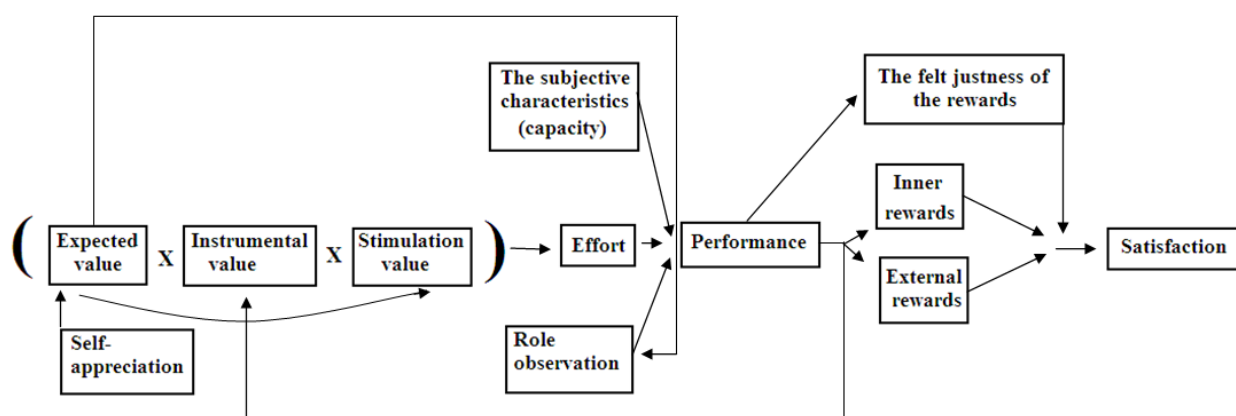 The subjective
characteristics
(capacity)
The felt justness of
the rewards
Inner
rewards
(
Expected
value
X
Instrumental
value
X
Stimulation
value
)
Effort
Performance
Satisfaction
External
rewards
Self-
appreciation
Role
observation